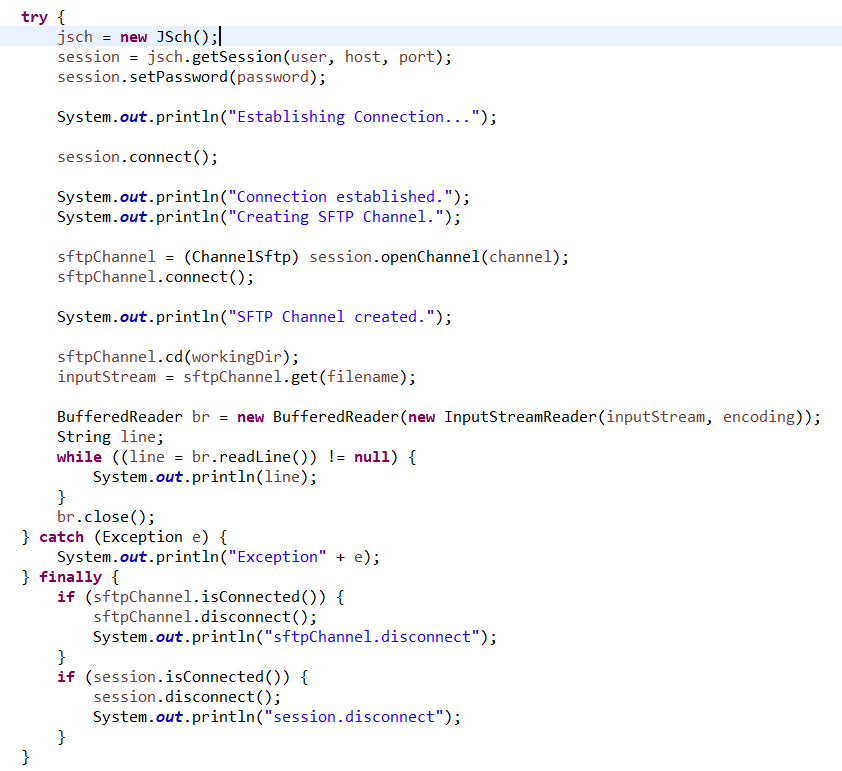 try {
    jsch = new JSch();
    session = jsch.getSession(user, host, port);
    session.setPassword(password);

    System.out.println("Establishing Connection...");

    session.connect();

    System.out.println("Connection established.");
    System.out.println("Creating SFTP Channel.");

    sftpChannel = (ChannelSftp) session.openChannel(channel);
    sftpChannel.connect();

    System.out.println("SFTP Channel created.");

    sftpChannel.cd(workingDir);
    inputStream = sftpChannel.get(filename);

    BufferedReader br = new BufferedReader(new InputStreamReader(inputStream, encoding));
    String line;
    while ((line = br.readLine()) != null) {
        System.out.println(line);
    }
    br.close();
} catch (Exception e) {
    System.out.println("Exception" + e);
} finally {
    if (sftpChannel.isConnected()) {
        sftpChannel.disconnect();
        System.out.println("sftpChannel.disconnect");
    }
    if (session.isConnected()) {
        session.disconnect();
        System.out.println("session.disconnect");
    }
}